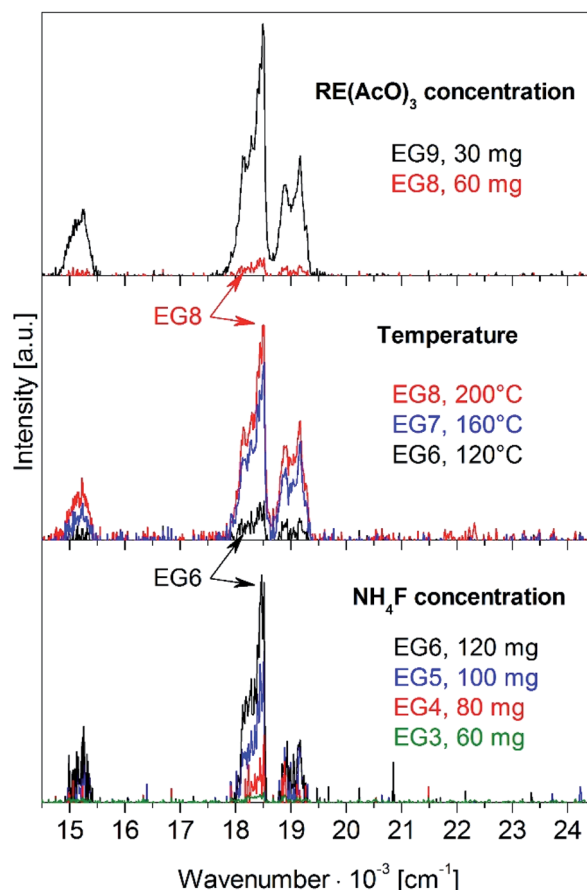 RE(AcO)₃ concentration
EG9, 30 mg
EG8, 60 mg
EG8
Temperature
EG8, 200°C
EG7, 160°C
EG6, 120°C
EG6
NH₄F concentration
EG6, 120 mg
EG5, 100 mg
EG4, 80 mg
EG3, 60 mg
Intensity [a.u.]
15 16 17 18 19 20 21 22 23 24
Wavenumber · 10⁻³ [cm⁻¹]